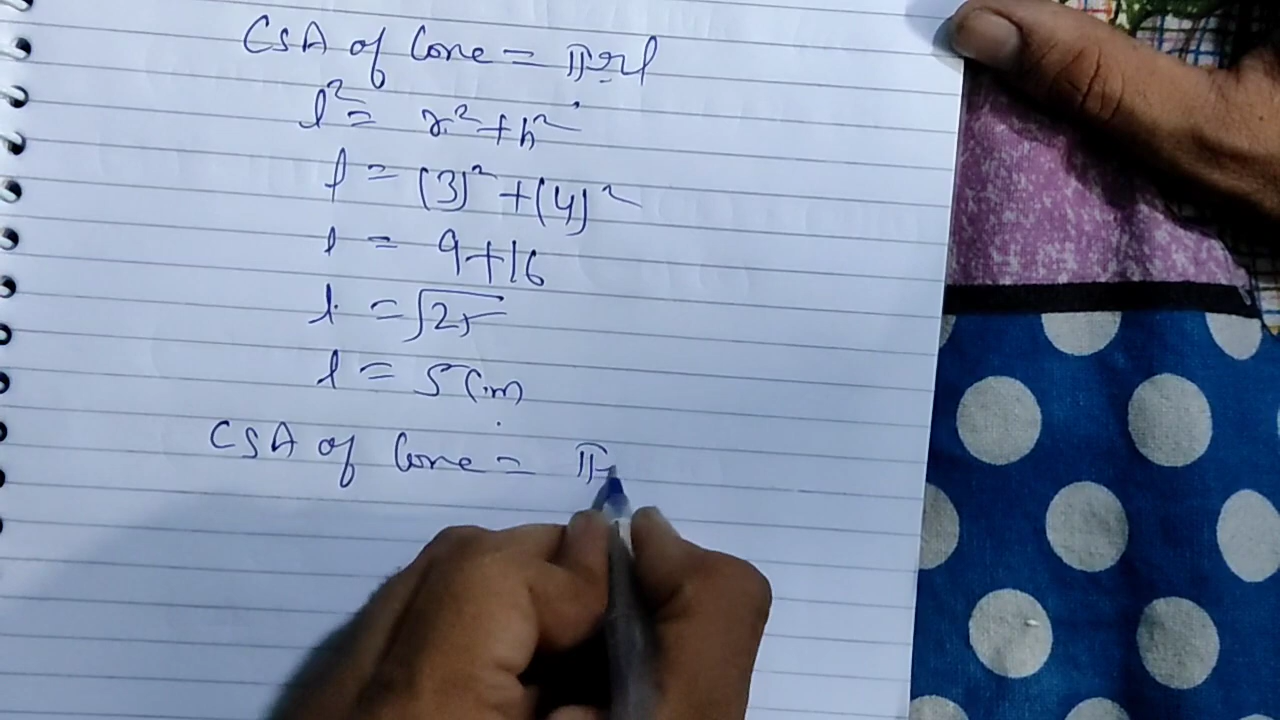 CSA of Cone = πrl
l² = r² + h²
l = (3)² + (4)²
l = 9 + 16
l = √25
l = 5 Cm
CSA of Cone = π